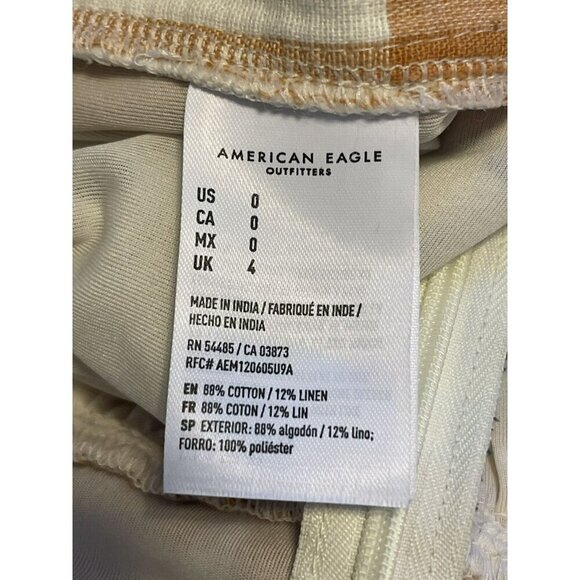 AMERICAN EAGLE
OUTFITTERS
US 0
CA 0
MX 0
UK 4
MADE IN INDIA / FABRIQUÉ EN INDE /
HECHO EN INDIA
RN 54485 / CA 03873
RFC# AEM120605U9A
EN 88% COTTON / 12% LINEN
FR 88% COTON / 12% LIN
SP EXTERIOR: 88% algodón / 12% lino;
FORRO: 100% poliéster